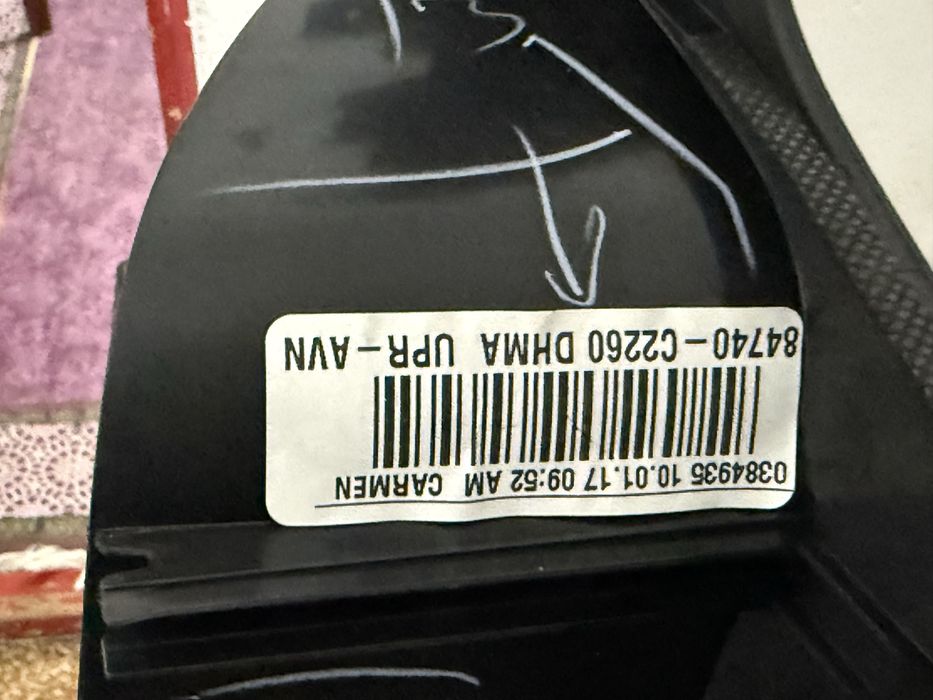 84740-C2260 DHMA UPR-AVN
0384935 10.01.17 09:52 AM CARMEN